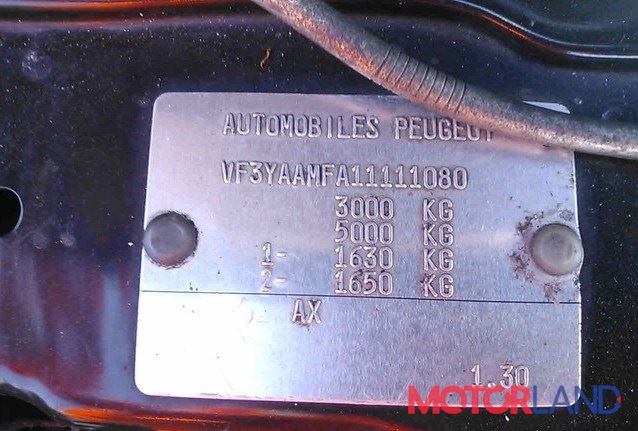 AUTOMOBILES PEUGEOT
VF3YAAMFA11111080
3000 KG
5000 KG
1- 1630 KG
2- 1650 KG
AX
1.30
MOTORLAND